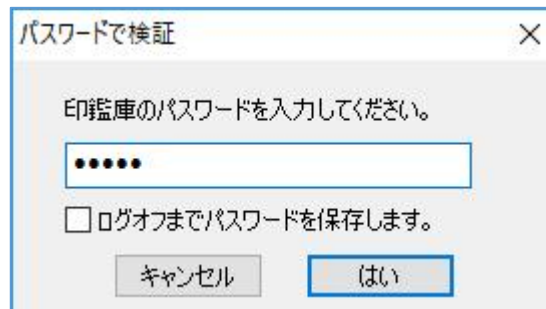 パスワードで検証
印鑑庫のパスワードを入力してください。
•••••
ログオフまでパスワードを保存します。
キャンセル はい